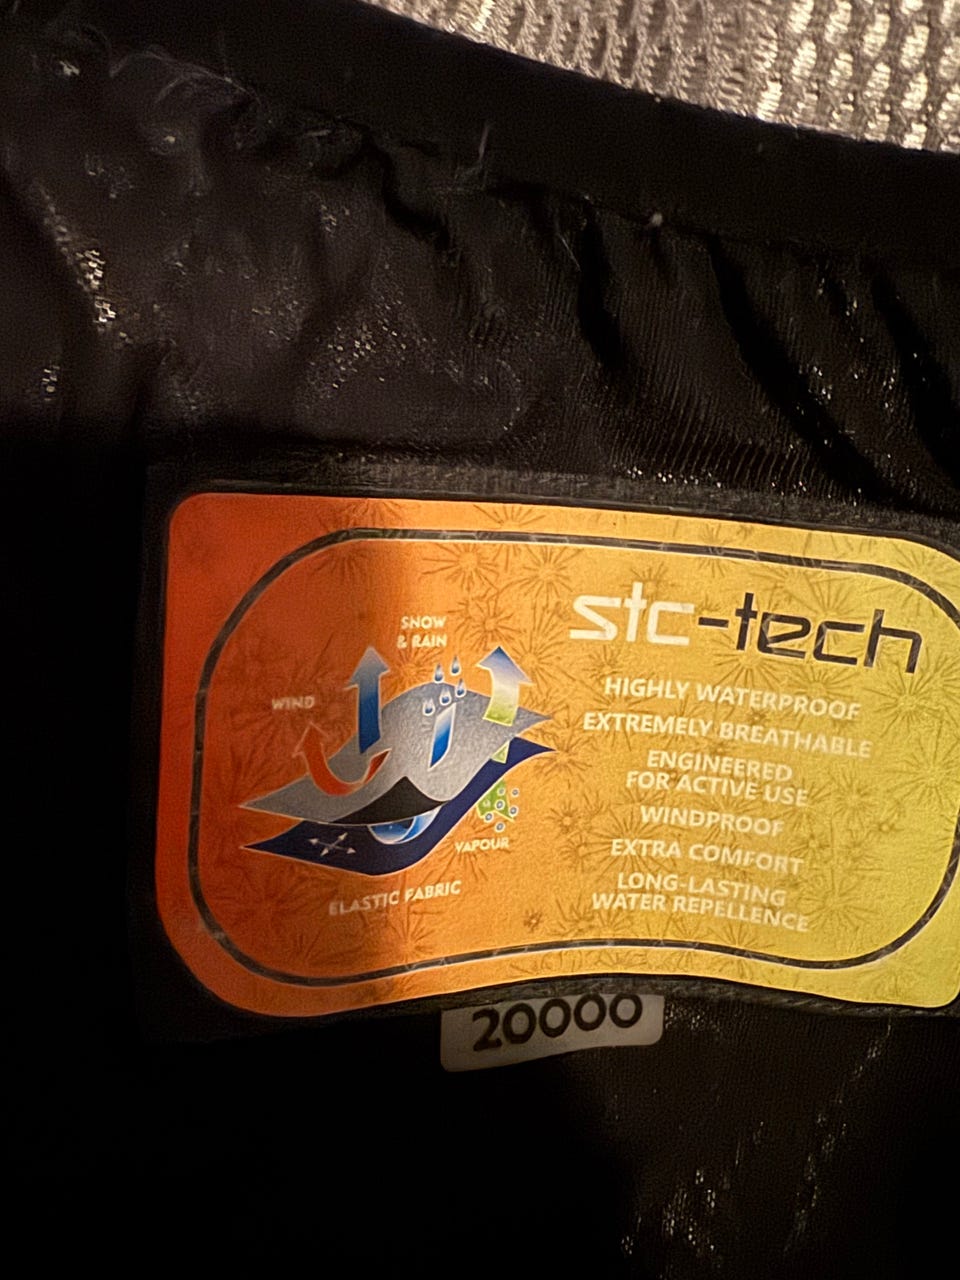 stc-tech
SNOW
& RAIN
WIND
VAPOUR
ELASTIC FABRIC
HIGHLY WATERPROOF
EXTREMELY BREATHABLE
ENGINEERED
FOR ACTIVE USE
WINDPROOF
EXTRA COMFORT
LONG-LASTING
WATER REPELLENCE
20000